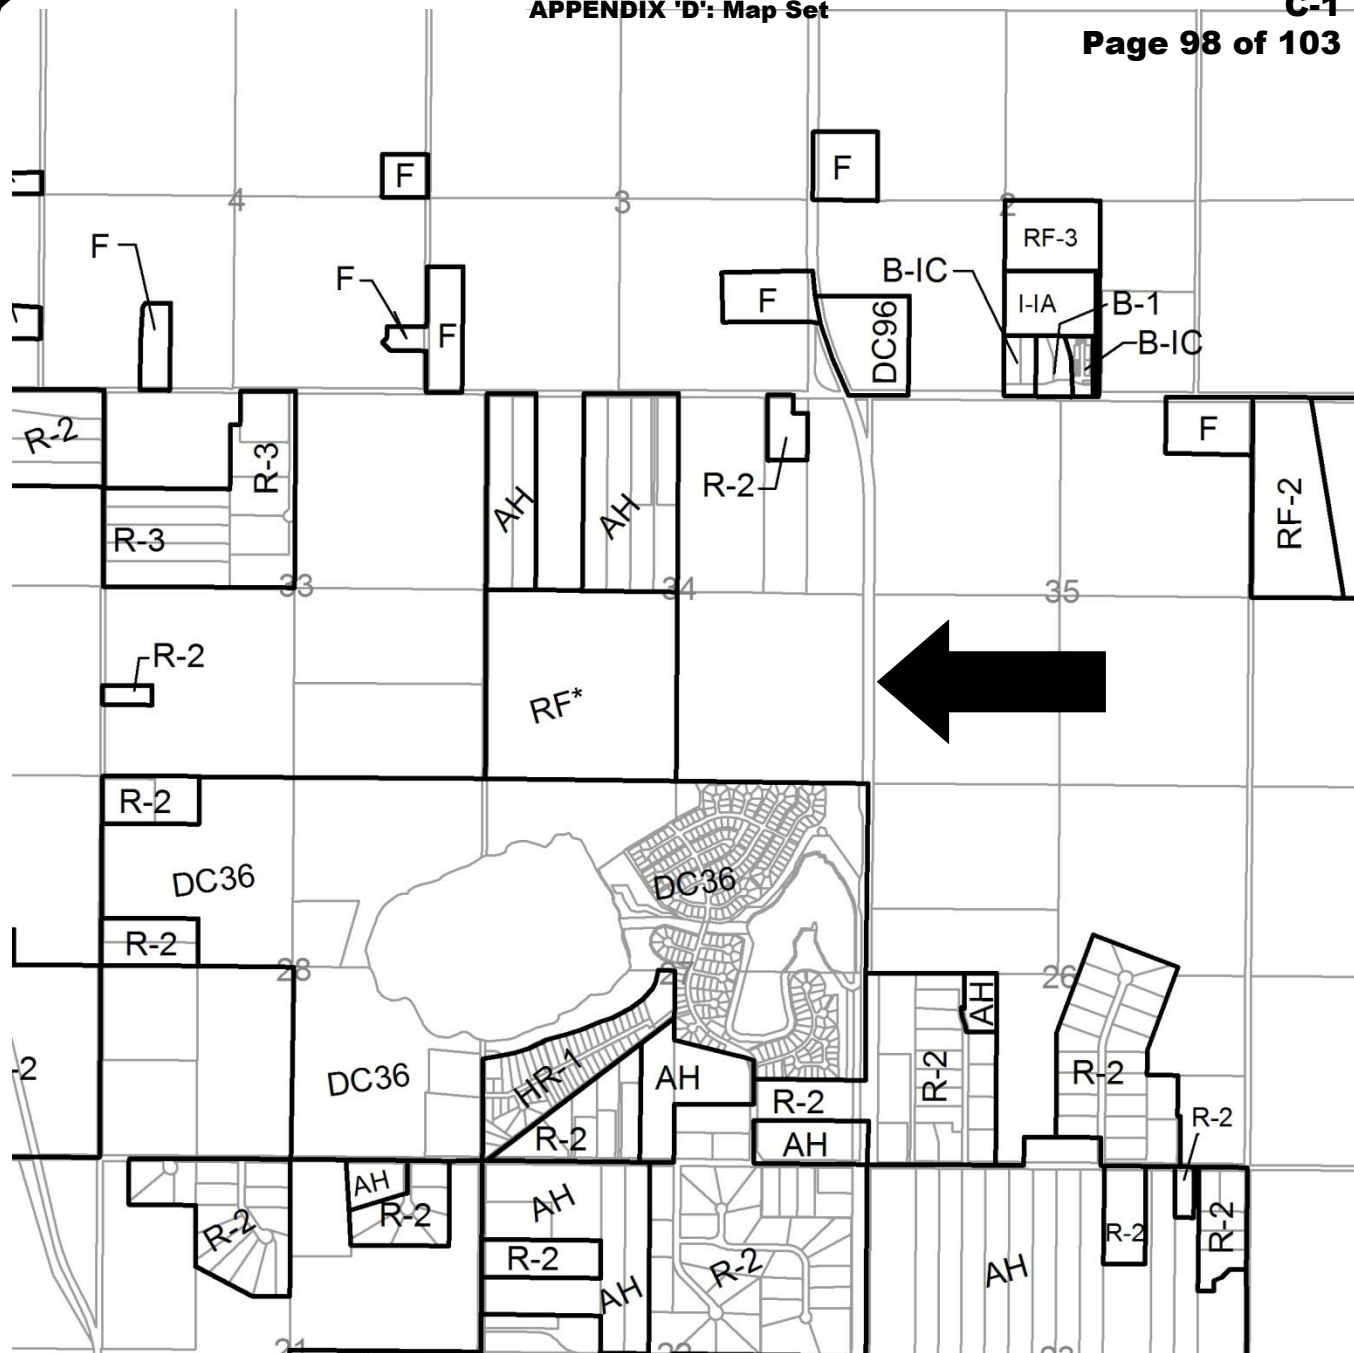 APPENDIX 'D': Map Set
C-1
Page 98 of 103
F
F
4
3
2
RF-3
F
B-IC
F
F
F
I-IA
B-1
DC96
B-IC
R-2
R-3
F
R-2
AH
AH
RF-2
R-3
33
34
35
R-2
RF*
R-2
DC36
DC36
R-2
28
26
AH
-2
DC36
HR-1
AH
R-2
R-2
R-2
R-2
R-2
AH
AH
R-2
AH
R-2
R-2
R-2
R-2
R-2
AH
AH
21
22